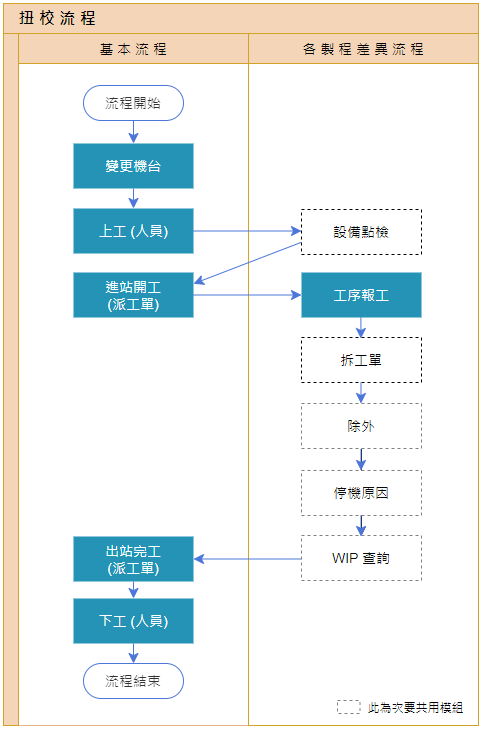 扭校流程
基本流程
各製程差異流程
流程開始
變更機台
上工 (人員)
設備點檢
進站開工
(派工單)
工序報工
拆工單
除外
停機原因
WIP 查詢
出站完工
(派工單)
下工 (人員)
流程結束
此為次要共用模組